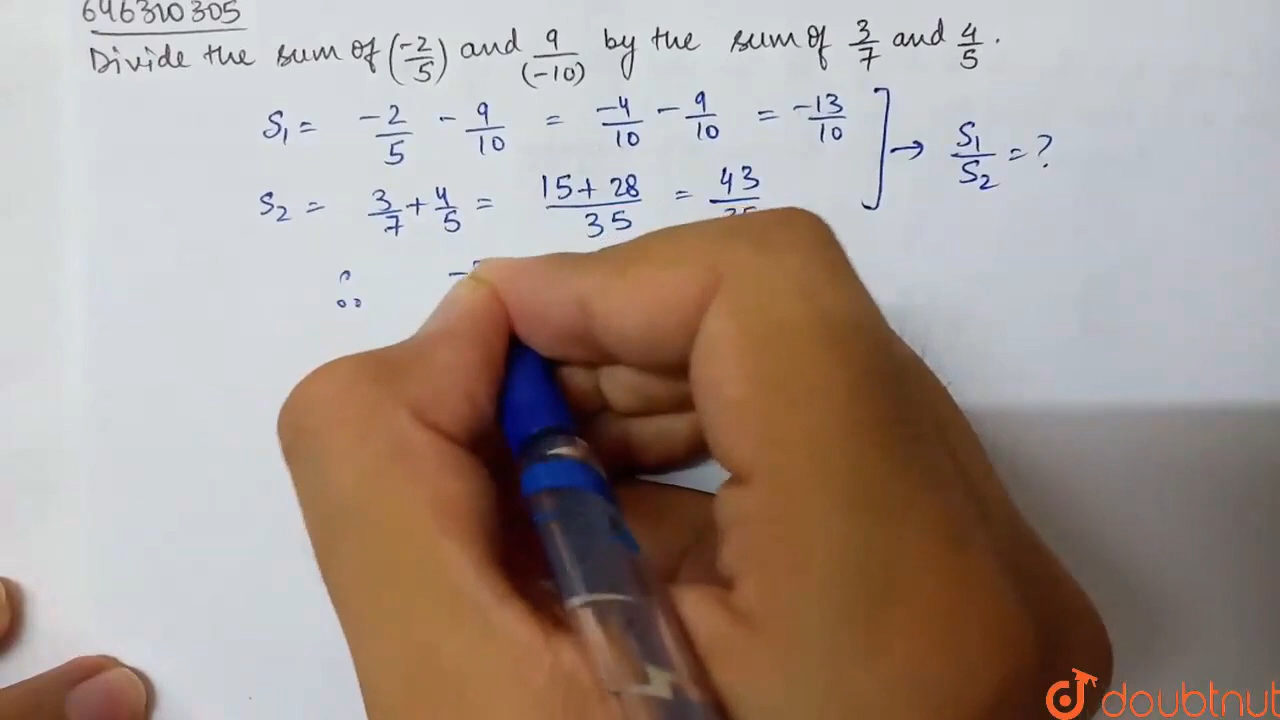 646310305
Divide the sum of (-2/5) and 9/(-10) by the sum of 3/7 and 4/5.
S₁ = -2/5 - 9/10 = -4/10 - 9/10 = -13/10
→ S₁/S₂ = ?
S₂ = 3/7 + 4/5 = (15+28)/35 = 43/35
∴ -
doubtnut